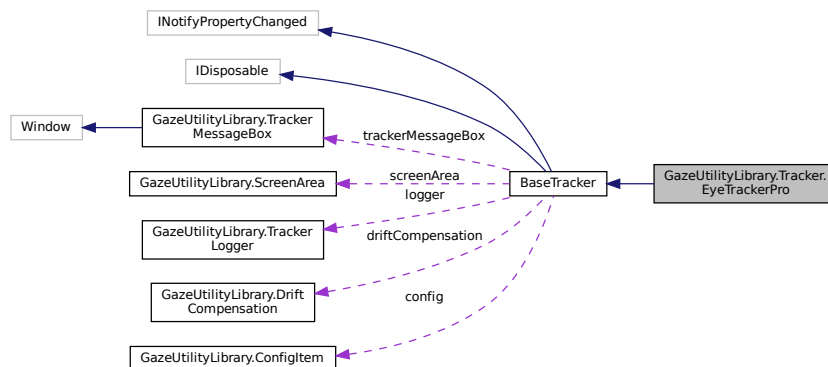 INotifyPropertyChanged
IDisposable
Window
GazeUtilityLibrary.Tracker
MessageBox
trackerMessageBox
GazeUtilityLibrary.ScreenArea
screenArea
BaseTracker
GazeUtilityLibrary.Tracker.
EyeTrackerPro
logger
GazeUtilityLibrary.Tracker
Logger
driftCompensation
GazeUtilityLibrary.Drift
Compensation
config
GazeUtilityLibrary.ConfigItem